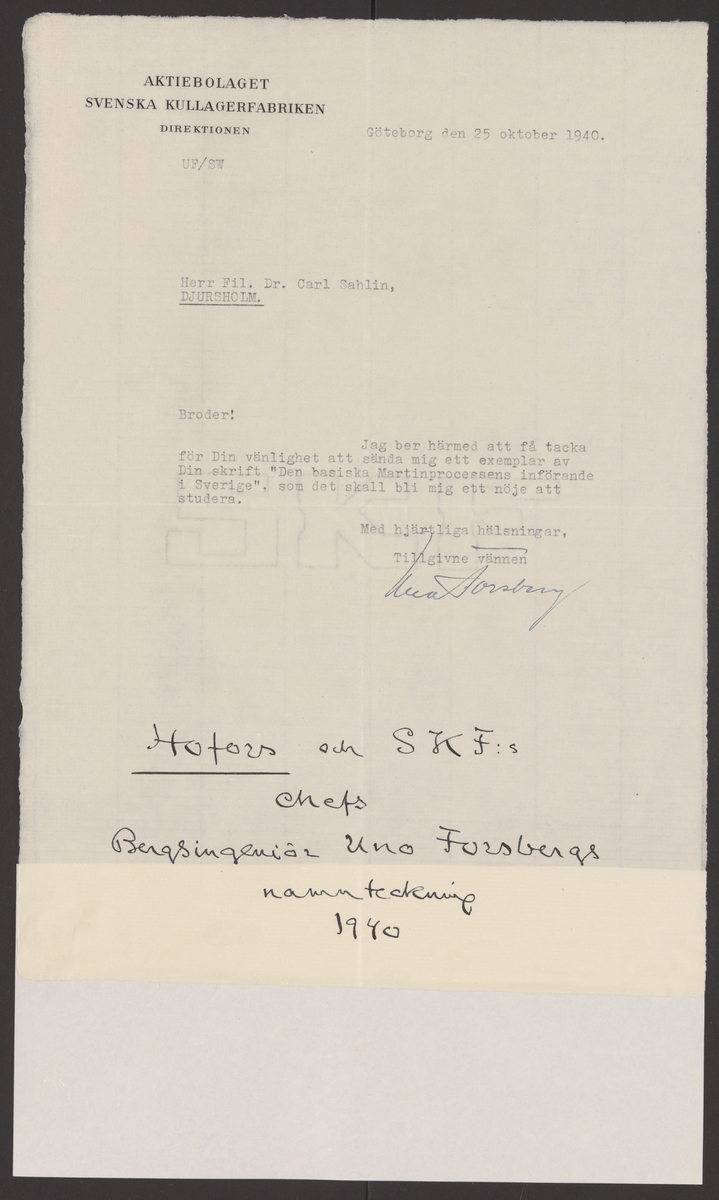 AKTIEBOLAGET
SVENSKA KULLAGERFABRIKEN
DIREKTIONEN
Göteborg den 25 oktober 1940.
UF/SW
Herr Fil. Dr. Carl Sahlin,
DJURSHOLM.
Broder!
Jag ber härmed att få tacka
för Din vänlighet att sända mig ett exemplar av
Din skrift "Den basiska Martinprocessens införande
i Sverige", som det skall bli mig ett nöje att
studera.
Med hjärtliga hälsningar,
Tillgivne vännen
Uno Forsberg
Hofors och SKF:s
chefs
Bergsingeniör Uno Forsbergs
namnteckning
1940